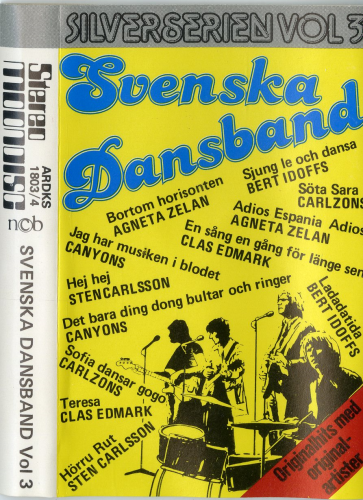 SILVERSERIEN VOL 3
Svenska
Dansband
Stereo
MOONDISC
ARDKS
1803/4
ncb
SVENSKA DANSBAND Vol 3
Bortom horisonten
AGNETA ZELAN
Sjung le och dansa
BERT IDOFFS
Söta Sara
CARLZONS
Adios Espania Adios
AGNETA ZELAN
Jag har musiken i blodet
CANYONS
En sång en gång för länge sen
CLAS EDMARK
Hej hej
STEN CARLSSON
Det bara ding dong bultar och ringer
CANYONS
Ladadarida
BERT IDOFFS
Sofia dansar gogo
CARLZONS
Teresa
CLAS EDMARK
Hörru Rut
STEN CARLSSON
Originalhits med
original-
artister